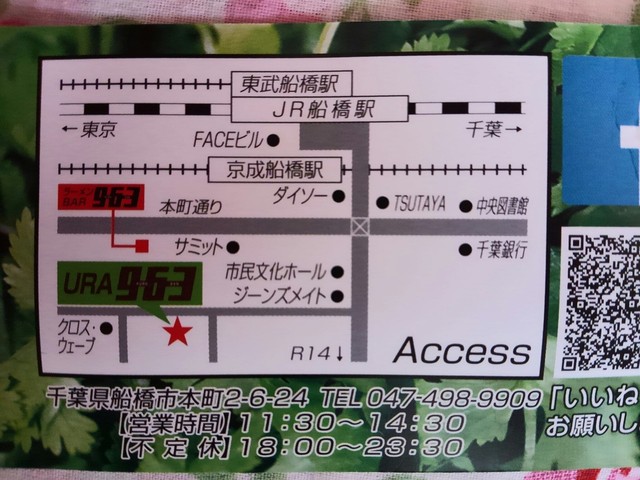 東武船橋駅
JR船橋駅
←東京
千葉→
FACEビル
京成船橋駅
ダイソー
TSUTAYA
中央図書館
ラーメン
BAR 963
本町通り
サミット
千葉銀行
市民文化ホール
URA 963
ジーンズメイト
クロス・
ウェーブ
R14↓
Access
千葉県船橋市本町2-6-24 TEL 047-498-9909
「いいね
【営業時間】11:30〜14:30
お願いし
【不定休】18:00〜23:30